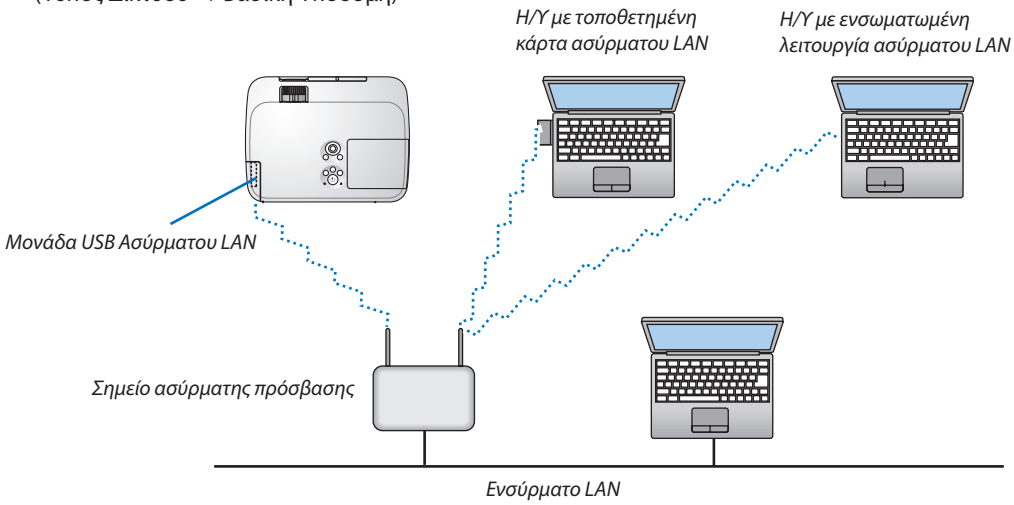 Η/Υ με τοποθετημένη
κάρτα ασύρματου LAN
Η/Υ με ενσωματωμένη
λειτουργία ασύρματου LAN
Μονάδα USB Ασύρματου LAN
Σημείο ασύρματης πρόσβασης
Ενσύρματο LAN